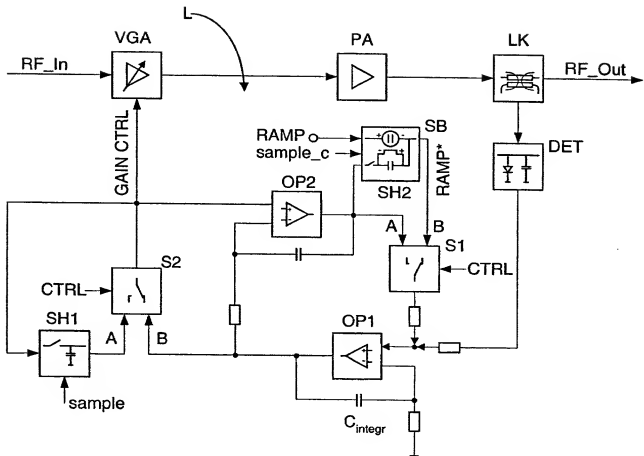 L
VGA
PA
LK
RF_In
RF_Out
GAIN CTRL
RAMP
SB
sample_c
RAMP*
DET
SH2
OP2
A
B
S1
S2
CTRL
CTRL
SH1
A
B
OP1
sample
Cintegr